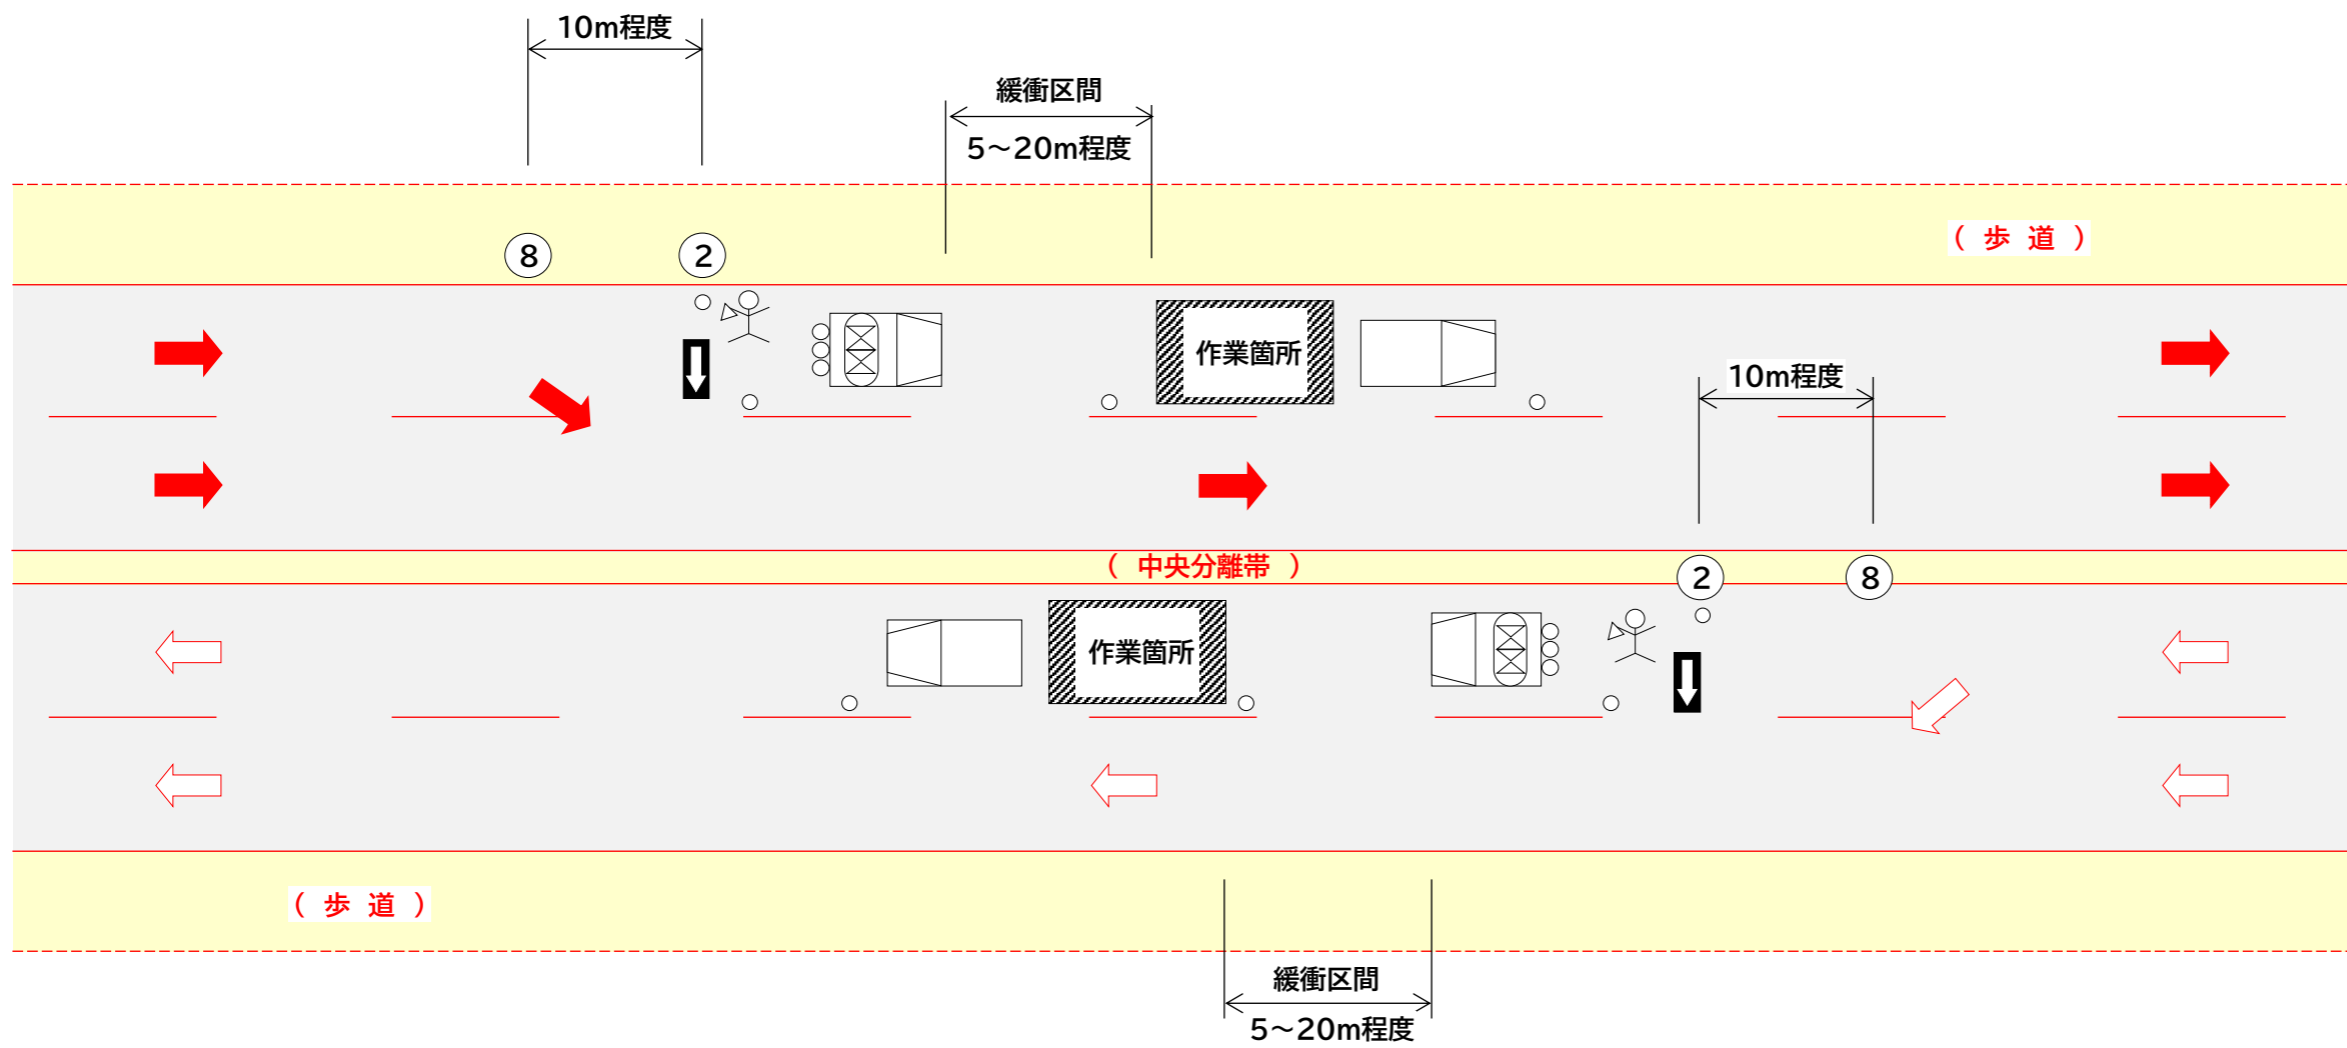 10m程度
緩衝区間
5～20m程度
（ 歩 道 ）
8
2
作業箇所
10m程度
（ 中央分離帯 ）
2
8
作業箇所
（ 歩 道 ）
緩衝区間
5～20m程度